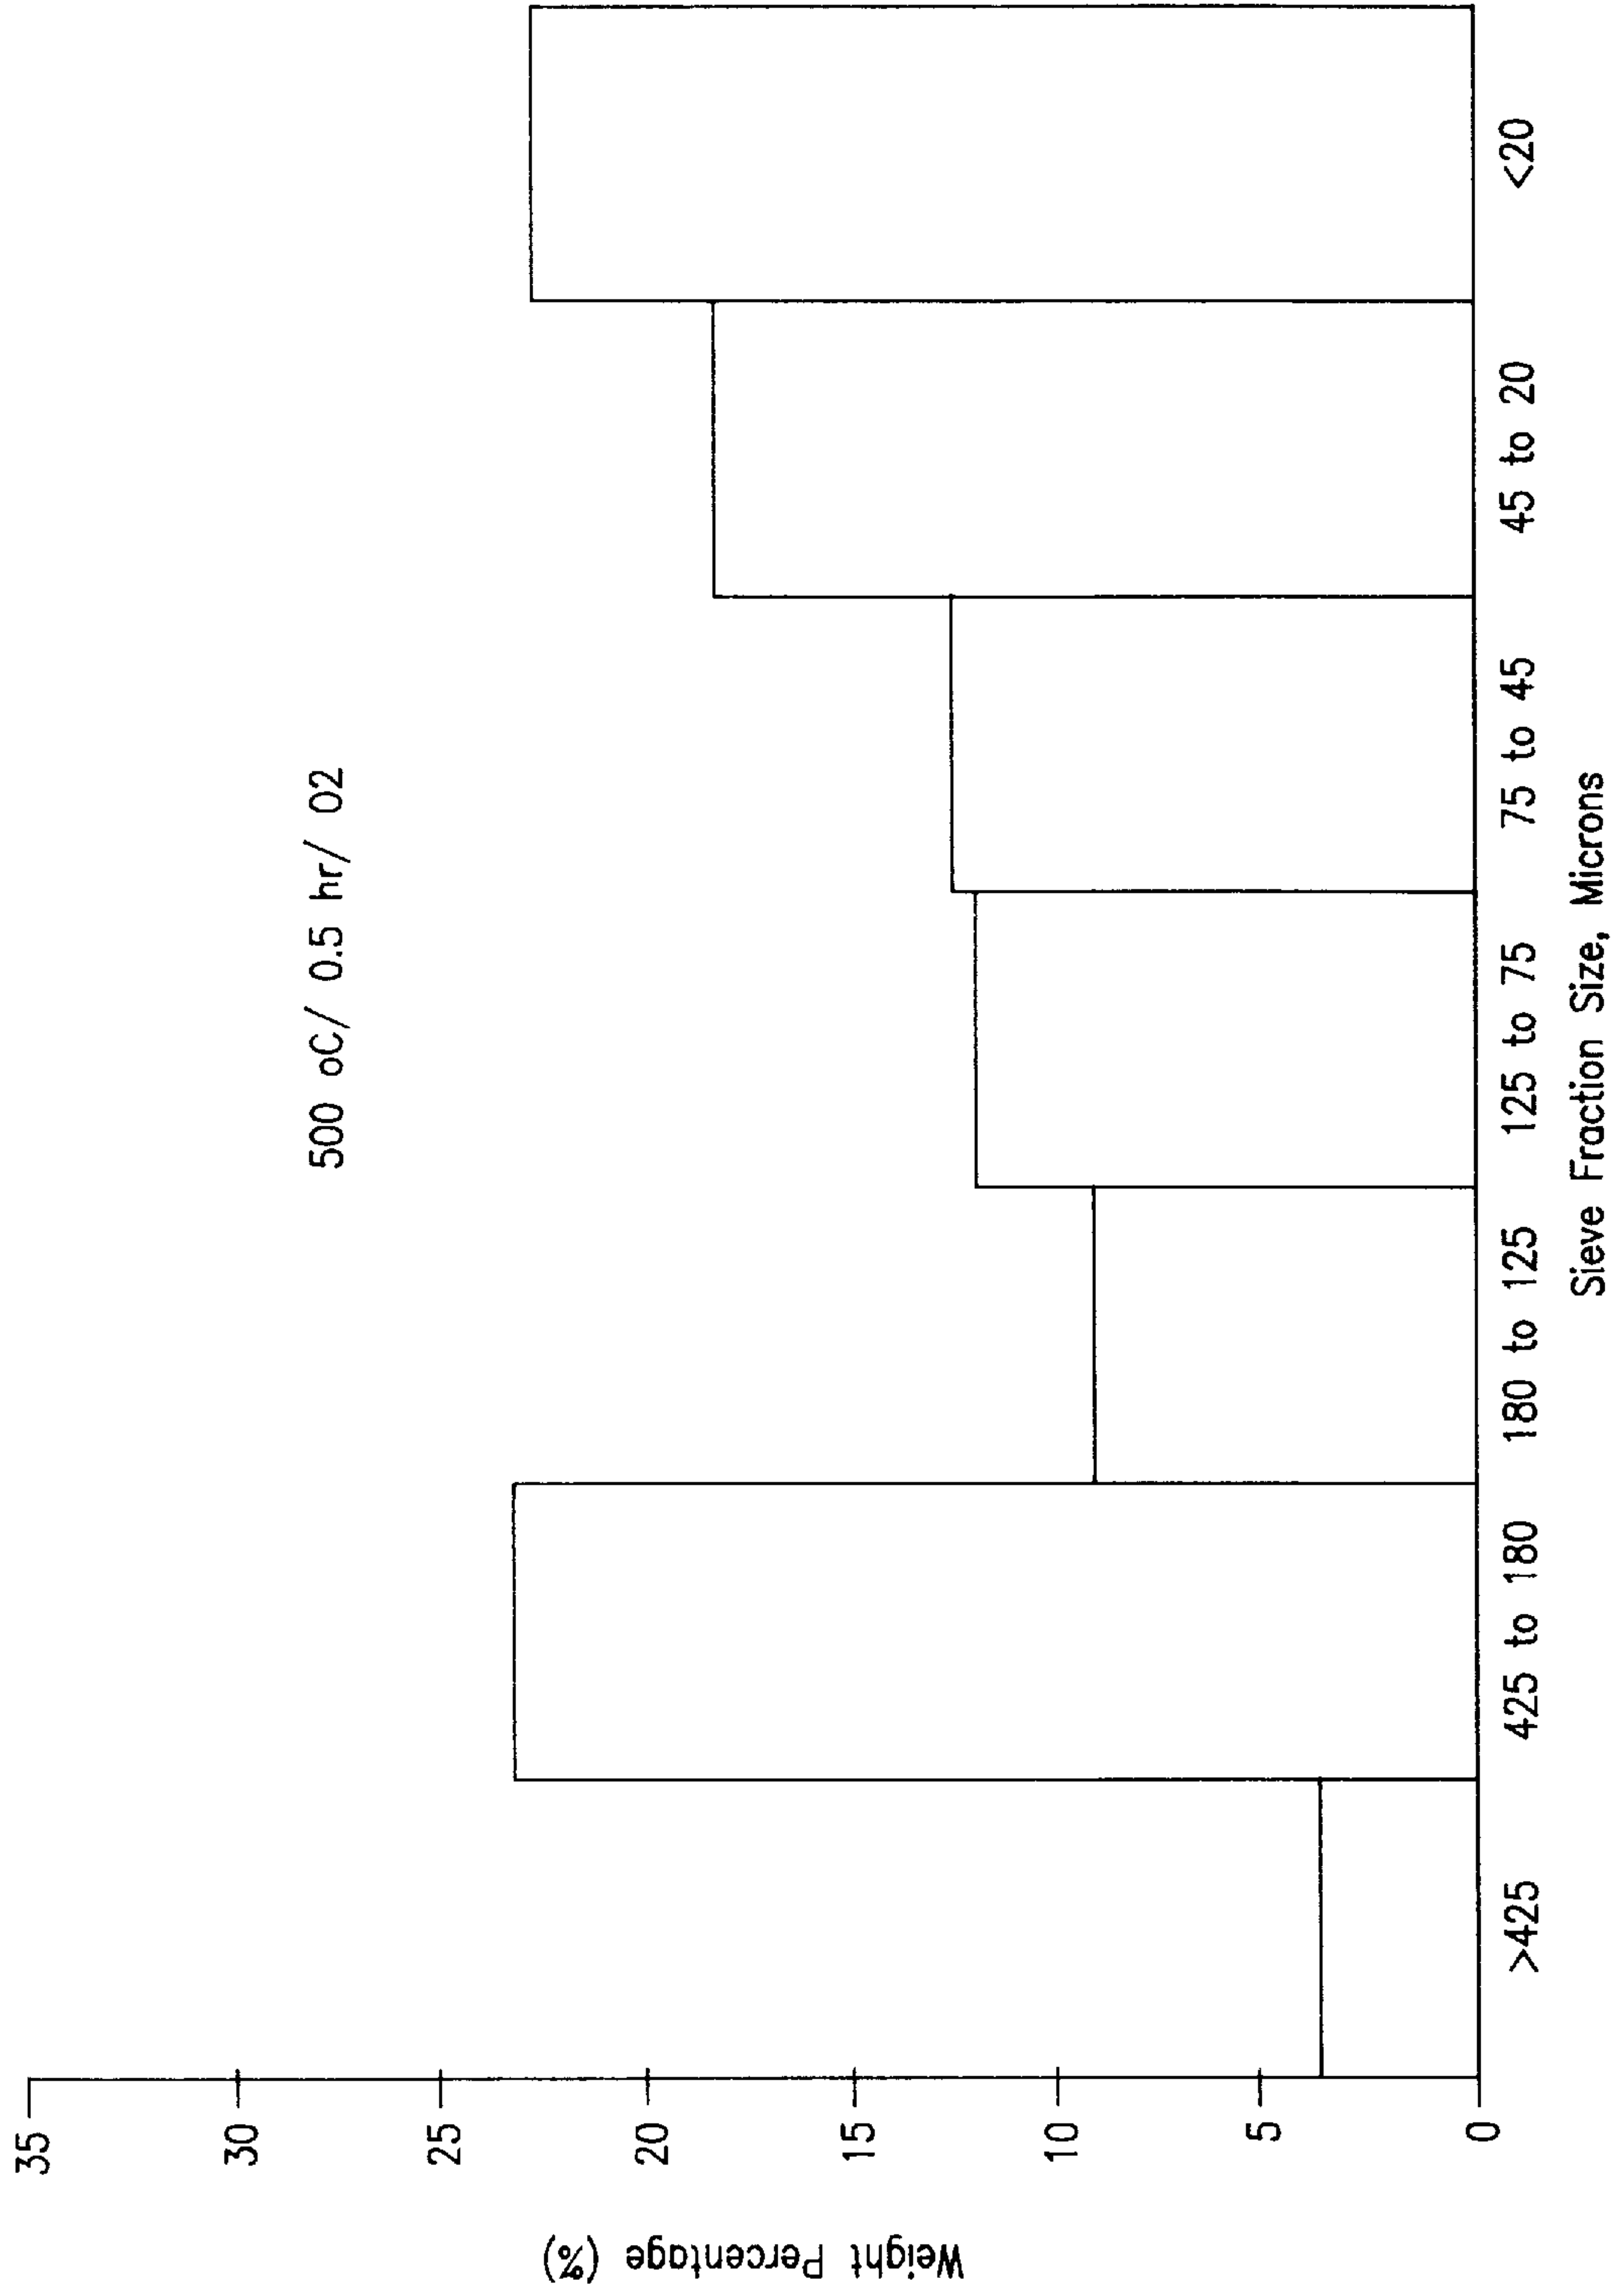 500 oC/ 0.5 hr/ O2
Weight Percentage (%)
35
30
25
20
15
10
5
0
>425
425 to 180
180 to 125
125 to 75
75 to 45
45 to 20
<20
Sieve Fraction Size, Microns